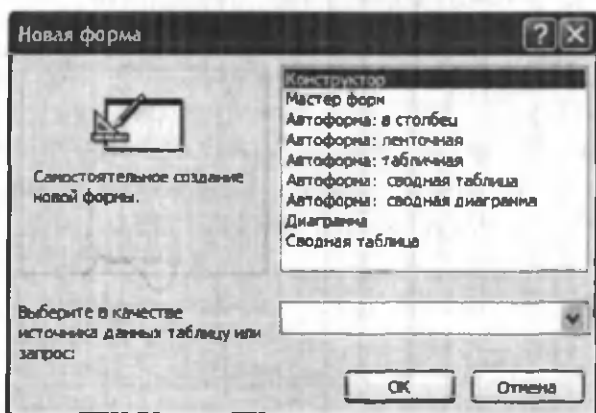 Новая форма
Конструктор
Мастер форм
Автоформа: в столбец
Автоформа: ленточная
Автоформа: табличная
Автоформа: сводная таблица
Автоформа: сводная диаграмма
Диаграмма
Сводная таблица
Самостоятельное создание
новой формы.
Выберите в качестве
источника данных таблицу или
запрос:
ОК
Отмена